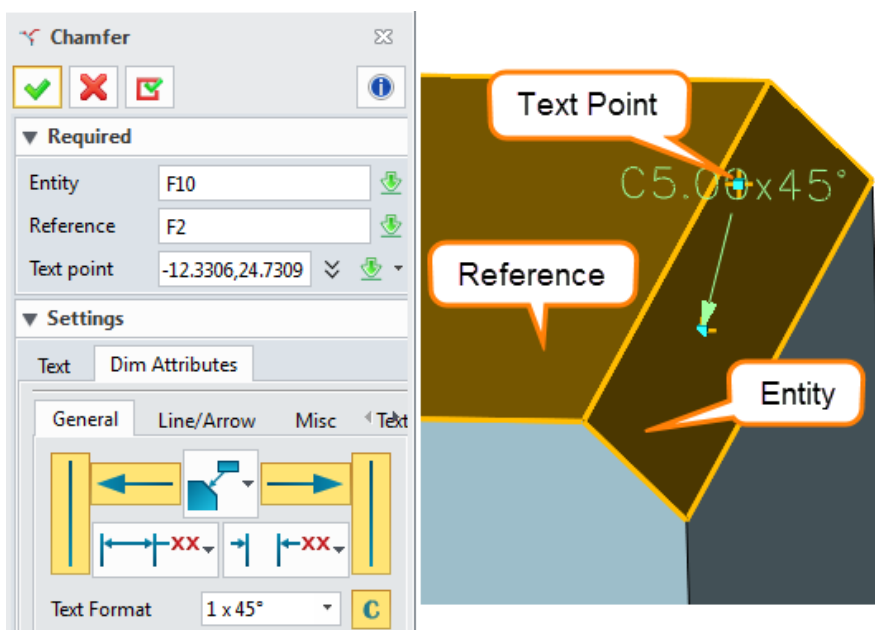 Chamfer
Required
Entity F10
Reference F2
Text point -12.3306,24.7309
Settings
Text Dim Attributes
General Line/Arrow Misc Text
XX XX
Text Format 1 x 45° C
Text Point
C5.00x45°
Reference
Entity